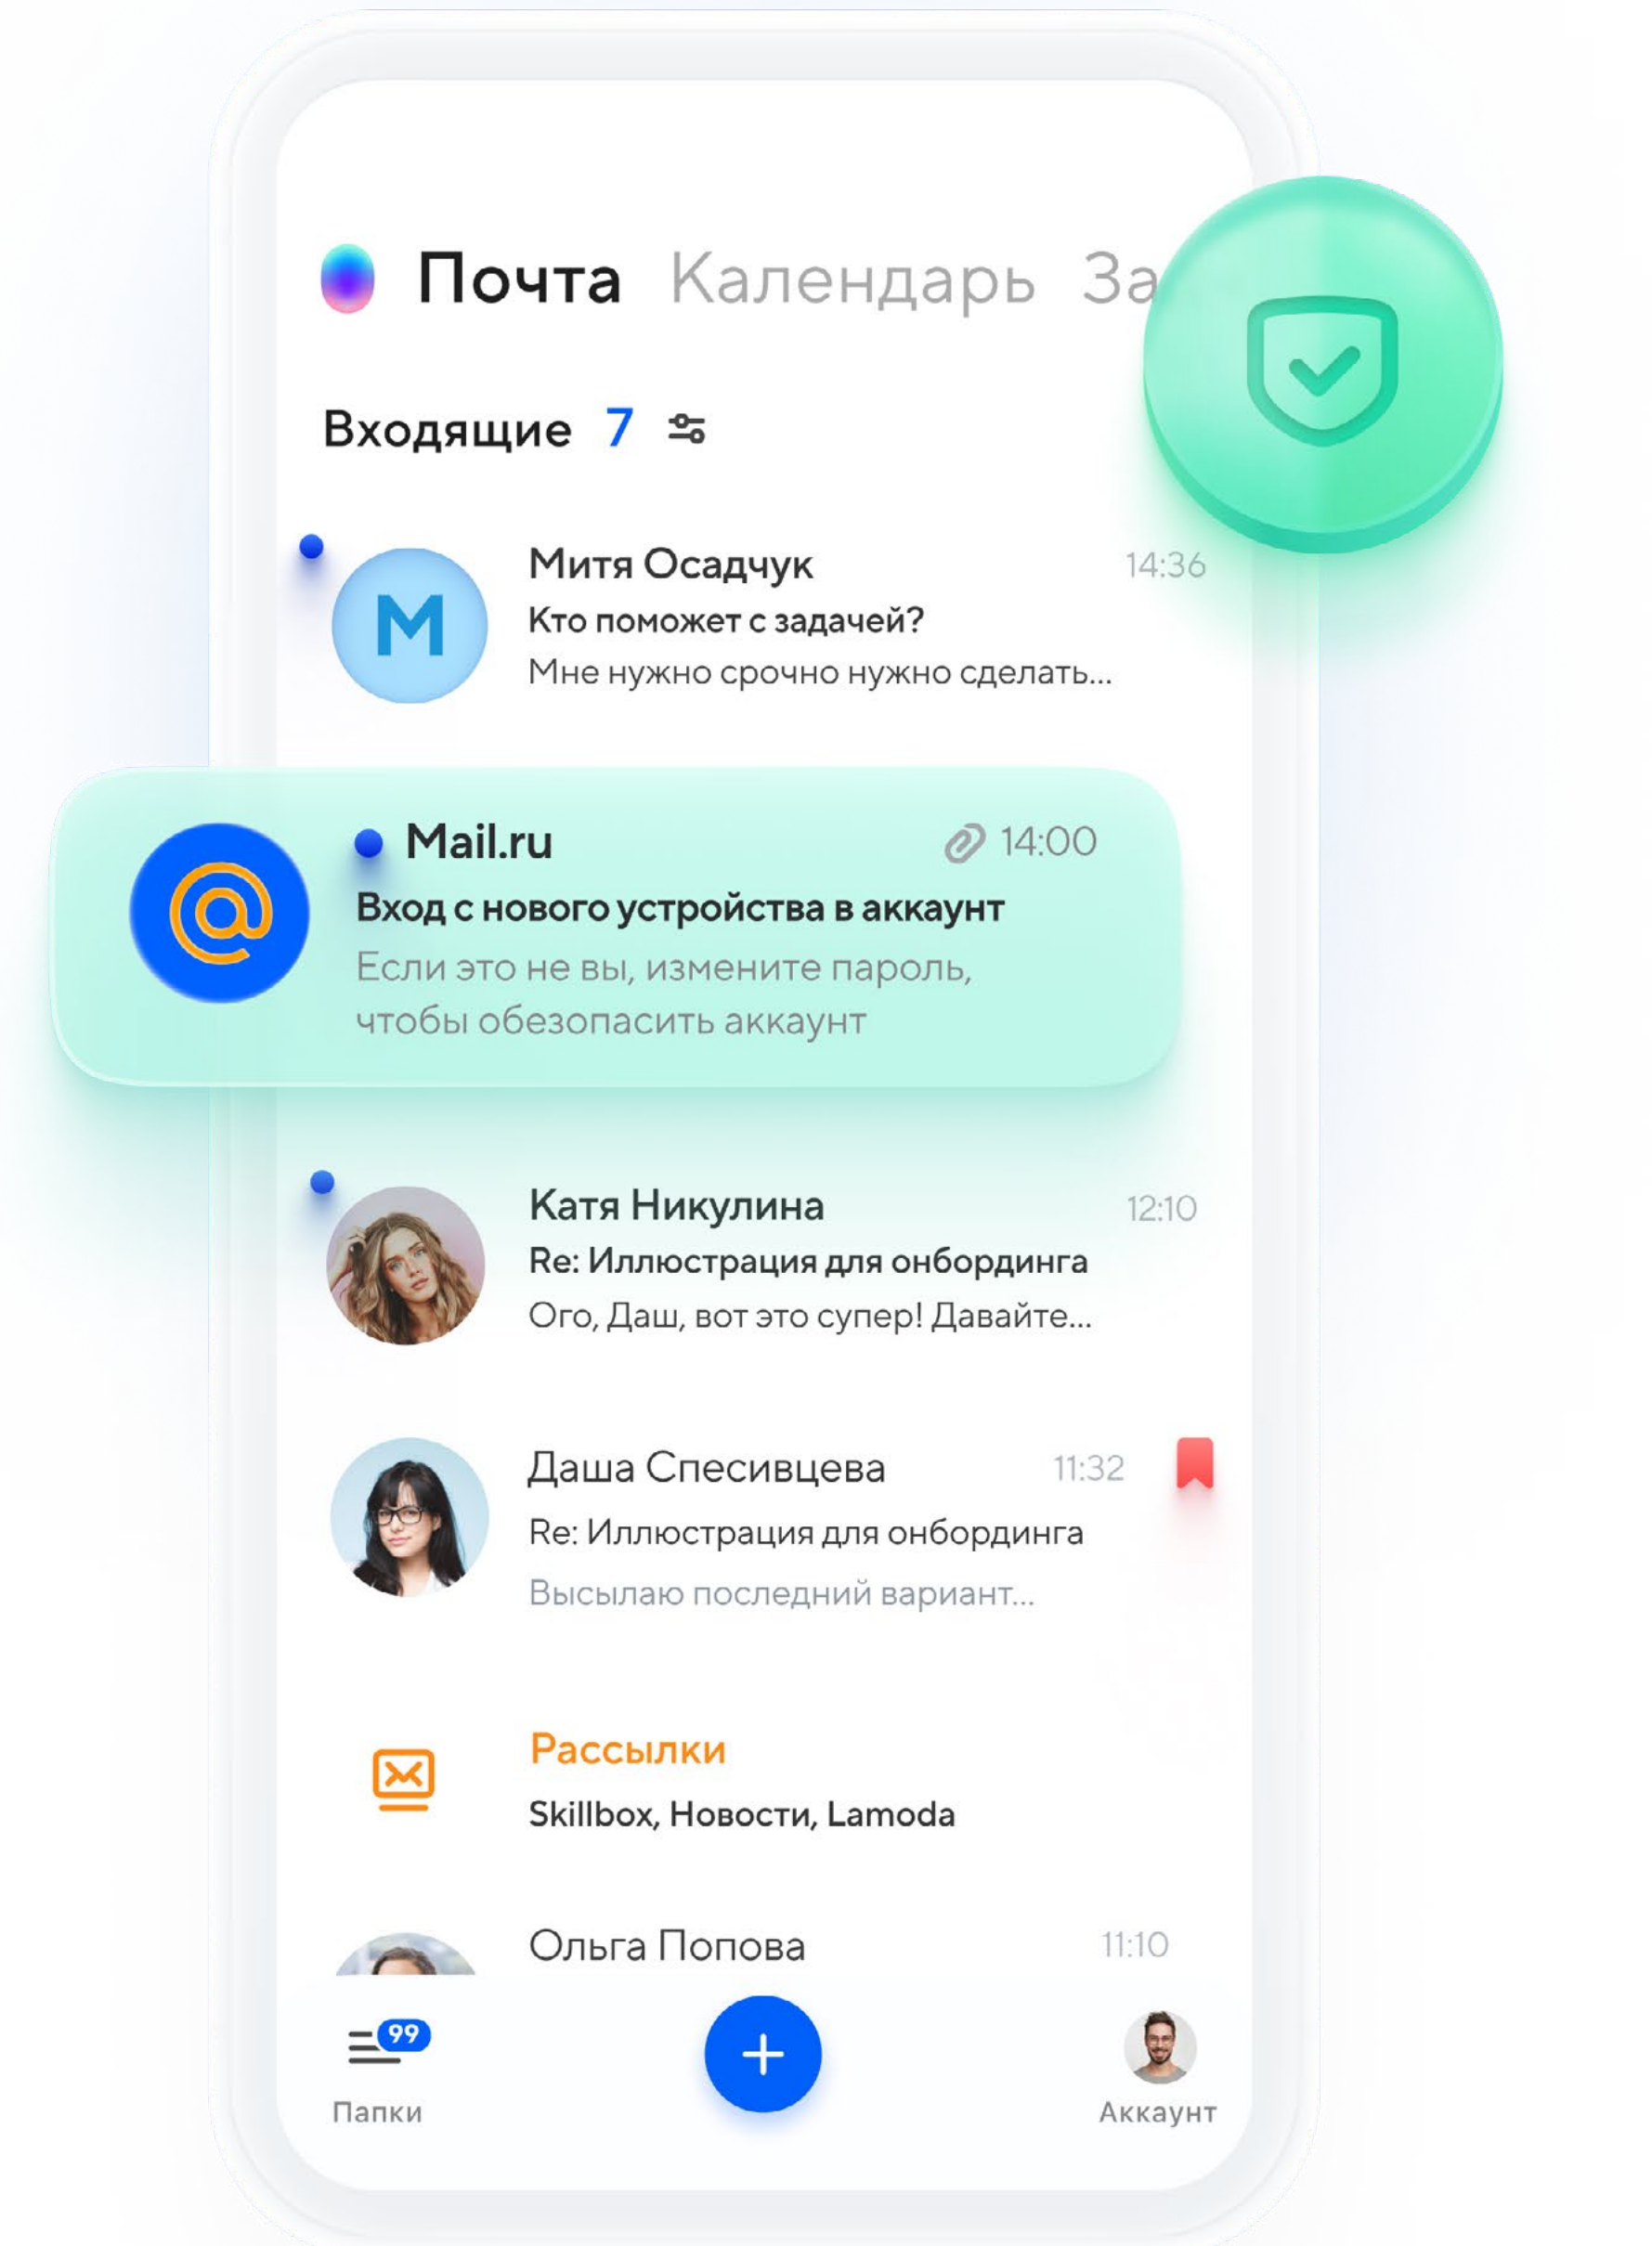 Почта Календарь За
Входящие 7
Митя Осадчук 14:36
М
Кто поможет с задачей?
Мне нужно срочно нужно сделать...
Mail.ru 14:00
Вход с нового устройства в аккаунт
Если это не вы, измените пароль,
чтобы обезопасить аккаунт
Катя Никулина 12:10
Re: Иллюстрация для онбординга
Ого, Даш, вот это супер! Давайте...
Даша Спесивцева 11:32
Re: Иллюстрация для онбординга
Высылаю последний вариант...
Рассылки
Skillbox, Новости, Lamoda
Ольга Попова 11:10
99
Папки Аккаунт